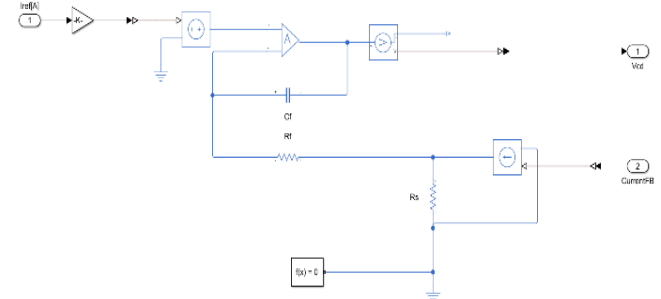 Iref[A]
1
-K-
A
V
1
Vcd
Cf
Rf
2
CurrentFB
Rs
f(x) = 0